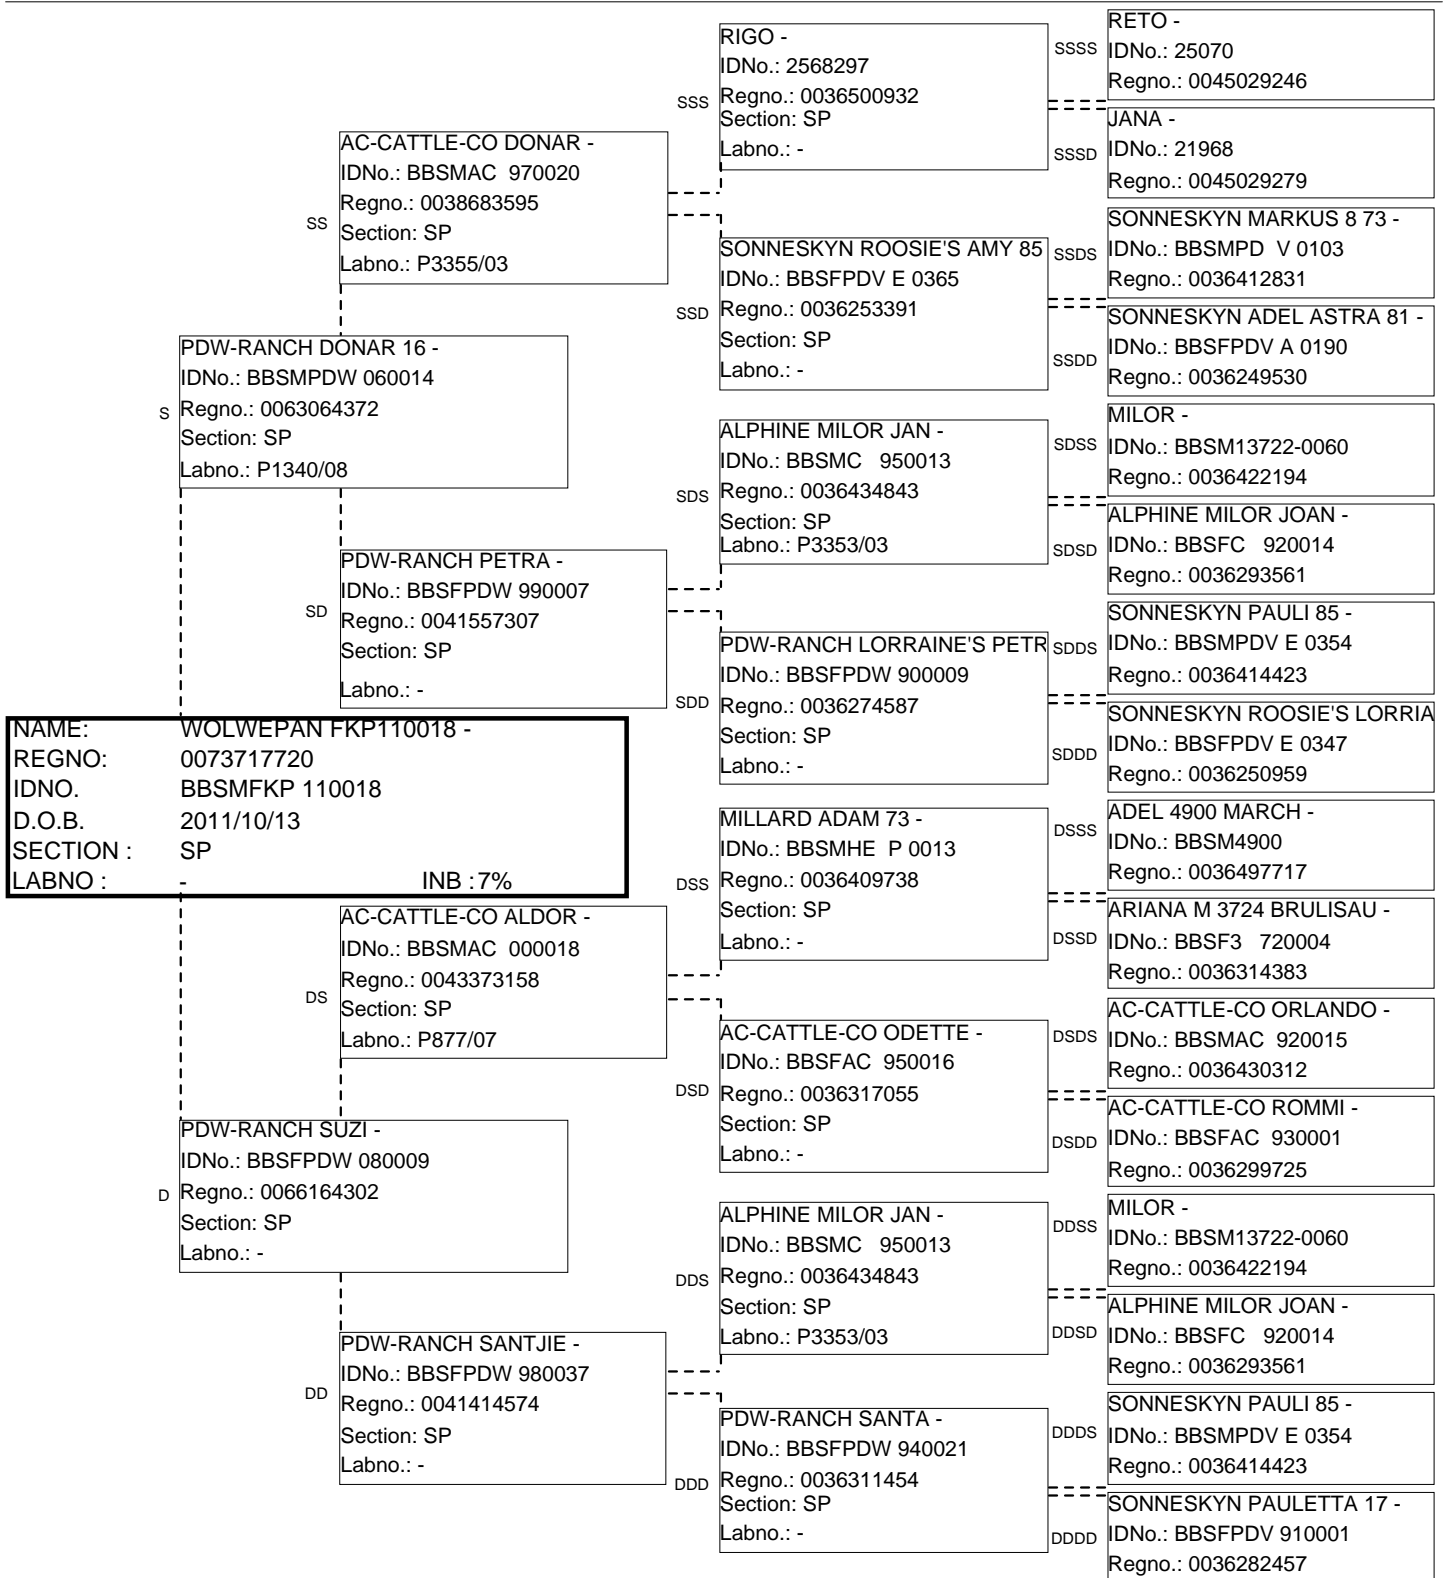 RIGO -
IDNo.: 2568297
SSS Regno.: 0036500932
Section: SP
Labno.: -
SSSS
RETO -
IDNo.: 25070
Regno.: 0045029246
SSSD
JANA -
IDNo.: 21968
Regno.: 0045029279
AC-CATTLE-CO DONAR -
IDNo.: BBSMAC 970020
Regno.: 0038683595
SS
Section: SP
Labno.: P3355/03
SONNESKYN ROOSIE'S AMY 85
IDNo.: BBSFPDV E 0365
SSD Regno.: 0036253391
Section: SP
Labno.: -
SSDS
SONNESKYN MARKUS 8 73 -
IDNo.: BBSMPD V 0103
Regno.: 0036412831
SSDD
SONNESKYN ADEL ASTRA 81 -
IDNo.: BBSFPDV A 0190
Regno.: 0036249530
PDW-RANCH DONAR 16 -
IDNo.: BBSMPDW 060014
S Regno.: 0063064372
Section: SP
Labno.: P1340/08
ALPHINE MILOR JAN -
IDNo.: BBSMC 950013
SDS Regno.: 0036434843
Section: SP
Labno.: P3353/03
SDSS
MILOR -
IDNo.: BBSM13722-0060
Regno.: 0036422194
SDSD
ALPHINE MILOR JOAN -
IDNo.: BBSFC 920014
Regno.: 0036293561
PDW-RANCH PETRA -
IDNo.: BBSFPDW 990007
SD Regno.: 0041557307
Section: SP
Labno.: -
PDW-RANCH LORRAINE'S PETR
IDNo.: BBSFPDW 900009
SDD Regno.: 0036274587
Section: SP
Labno.: -
SDDS
SONNESKYN PAULI 85 -
IDNo.: BBSMPDV E 0354
Regno.: 0036414423
SDDD
SONNESKYN ROOSIE'S LORRIA
IDNo.: BBSFPDV E 0347
Regno.: 0036250959
NAME: WOLWEPAN FKP110018 -
REGNO: 0073717720
IDNO. BBSMFKP 110018
D.O.B. 2011/10/13
SECTION : SP
LABNO : - INB : 7%
MILLARD ADAM 73 -
IDNo.: BBSMHE P 0013
DSS Regno.: 0036409738
Section: SP
Labno.: -
DSSS
ADEL 4900 MARCH -
IDNo.: BBSM4900
Regno.: 0036497717
DSSD
ARIANA M 3724 BRULISAU -
IDNo.: BBSF3 720004
Regno.: 0036314383
AC-CATTLE-CO ALDOR -
IDNo.: BBSMAC 000018
Regno.: 0043373158
DS
Section: SP
Labno.: P877/07
AC-CATTLE-CO ODETTE -
IDNo.: BBSFAC 950016
DSD Regno.: 0036317055
Section: SP
Labno.: -
DSDS
AC-CATTLE-CO ORLANDO -
IDNo.: BBSMAC 920015
Regno.: 0036430312
DSDD
AC-CATTLE-CO ROMMI -
IDNo.: BBSFAC 930001
Regno.: 0036299725
PDW-RANCH SUZI -
IDNo.: BBSFPDW 080009
D Regno.: 0066164302
Section: SP
Labno.: -
ALPHINE MILOR JAN -
IDNo.: BBSMC 950013
DDS Regno.: 0036434843
Section: SP
Labno.: P3353/03
DDSS
MILOR -
IDNo.: BBSM13722-0060
Regno.: 0036422194
DDSD
ALPHINE MILOR JOAN -
IDNo.: BBSFC 920014
Regno.: 0036293561
PDW-RANCH SANTJIE -
IDNo.: BBSFPDW 980037
DD Regno.: 0041414574
Section: SP
Labno.: -
PDW-RANCH SANTA -
IDNo.: BBSFPDW 940021
DDD Regno.: 0036311454
Section: SP
Labno.: -
DDDS
SONNESKYN PAULI 85 -
IDNo.: BBSMPDV E 0354
Regno.: 0036414423
DDDD
SONNESKYN PAULETTA 17 -
IDNo.: BBSFPDV 910001
Regno.: 0036282457